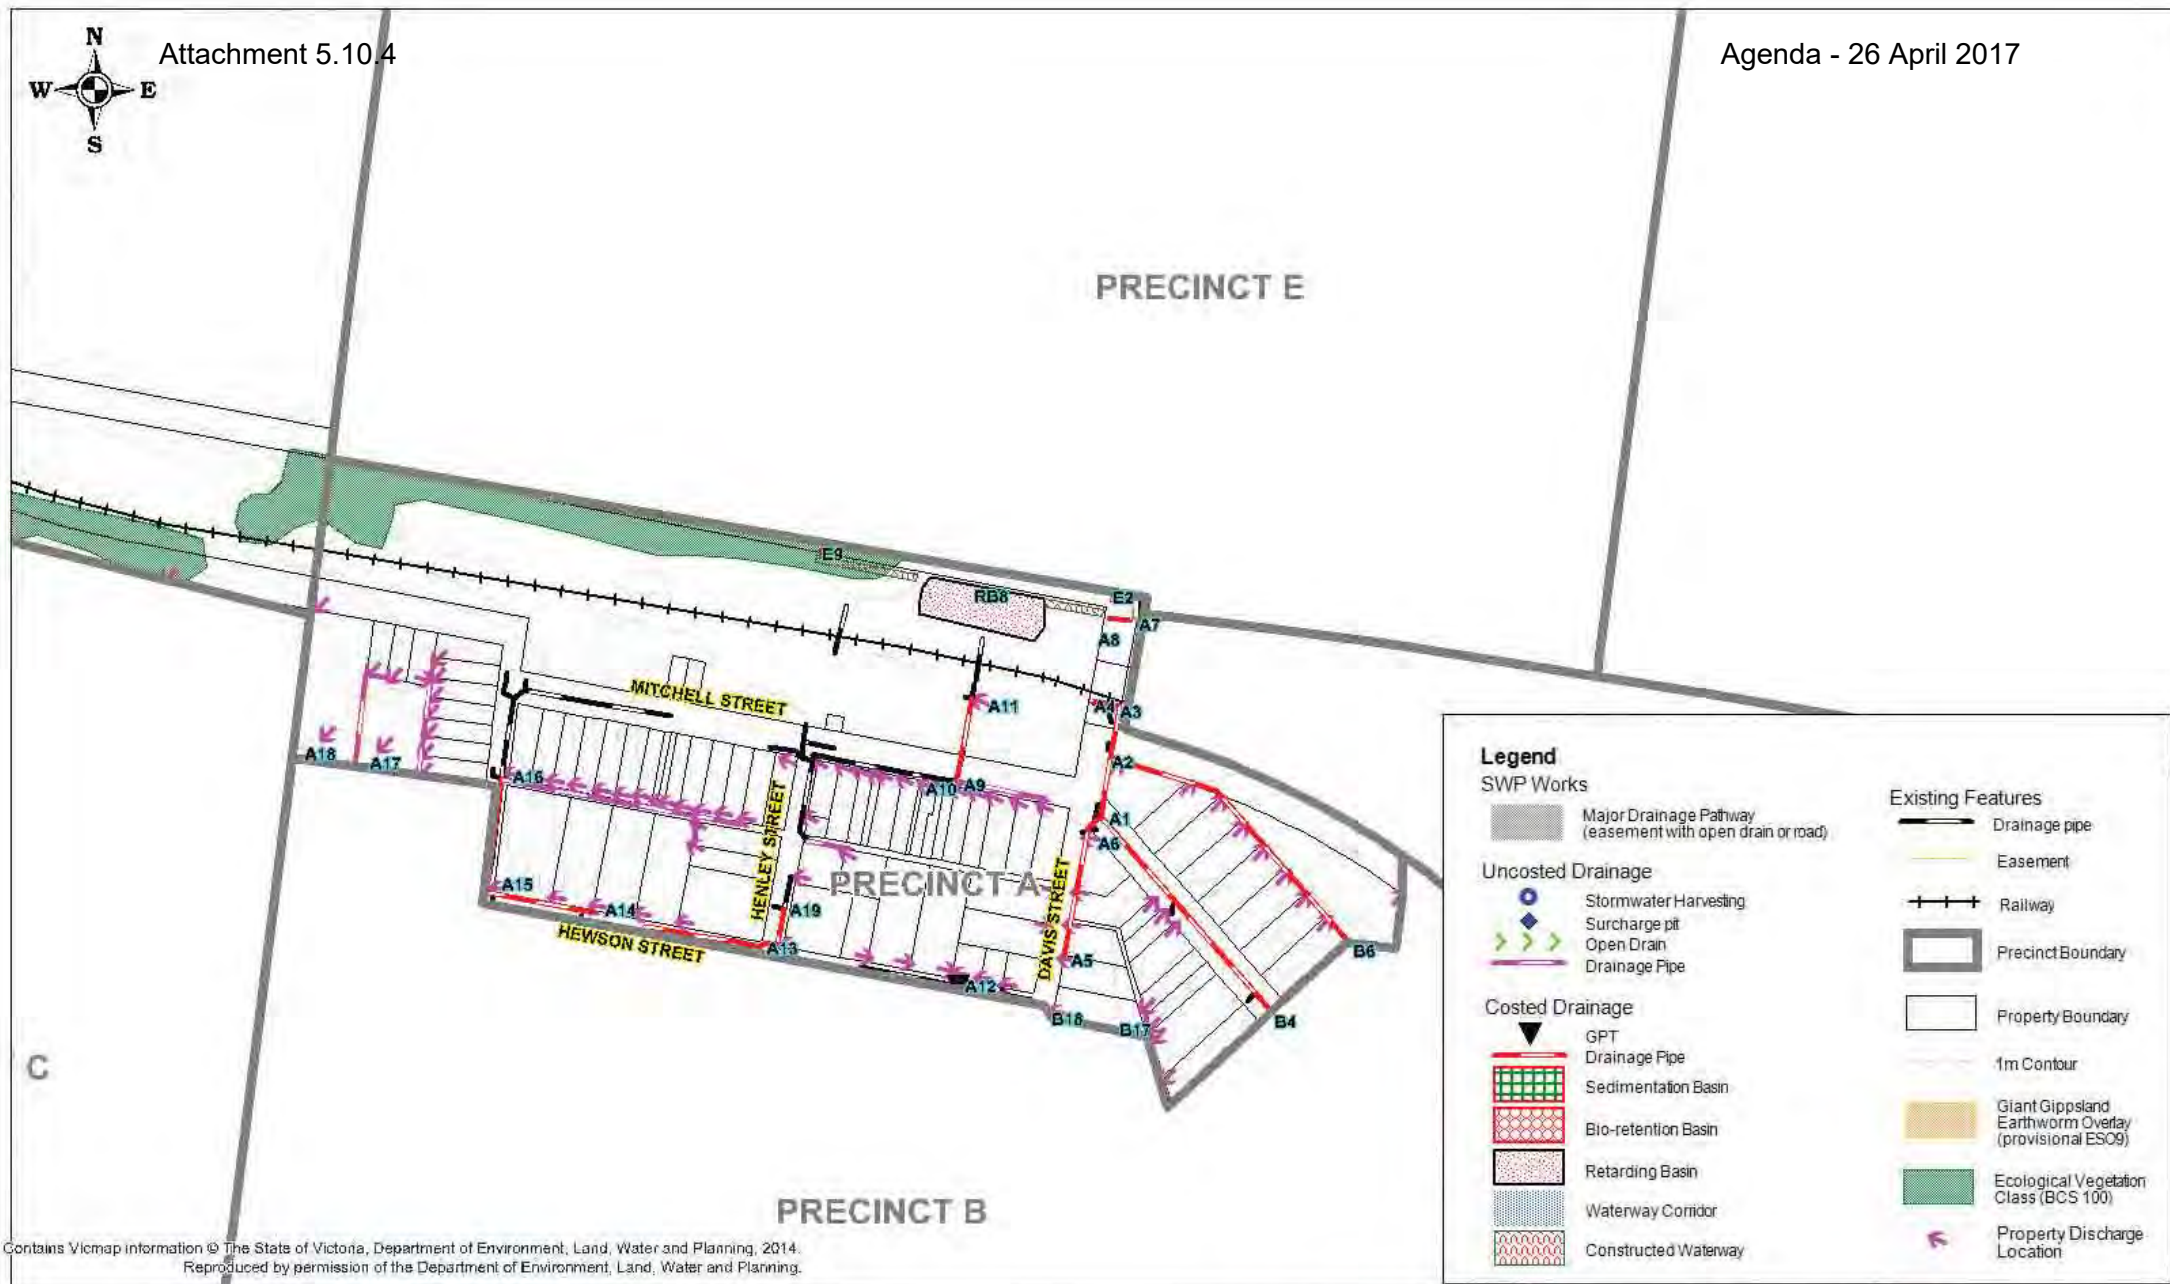 N
W E
S
Attachment 5.10.4
Agenda - 26 April 2017
PRECINCT E
E9
RB8
E2
A7
A8
MITCHELL STREET
A11
A4
A3
A18
A17
A16
A10
A9
A2
A1
A6
HENLEY STREET
PRECINCT A
DAVIS STREET
A15
A14
A19
HEWSON STREET
A13
A5
A12
B6
B18
B17
B4
C
PRECINCT B
Legend
SWP Works
Major Drainage Pathway
(easement with open drain or road)
Uncosted Drainage
Stormwater Harvesting
Surcharge pit
Open Drain
Drainage Pipe
Costed Drainage
GPT
Drainage Pipe
Sedimentation Basin
Bio-retention Basin
Retarding Basin
Waterway Corridor
Constructed Waterway
Existing Features
Drainage pipe
Easement
Railway
Precinct Boundary
Property Boundary
1m Contour
Giant Gippsland
Earthworm Overlay
(provisional ESO9)
Ecological Vegetation
Class (BCS 100)
Property Discharge
Location
Contains Vicmap information © The State of Victoria, Department of Environment, Land, Water and Planning, 2014.
Reproduced by permission of the Department of Environment, Land, Water and Planning.